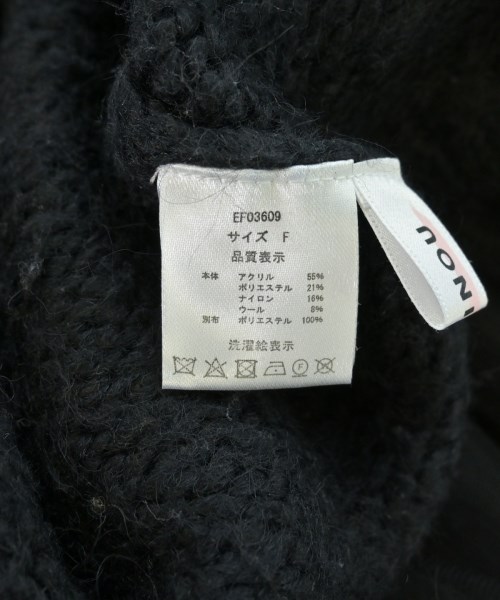 EF03609
サイズ F
品質表示
本体 アクリル 55%
ポリエステル 21%
ナイロン 16%
ウール 8%
別布 ポリエステル 100%
洗濯絵表示
F
NOU